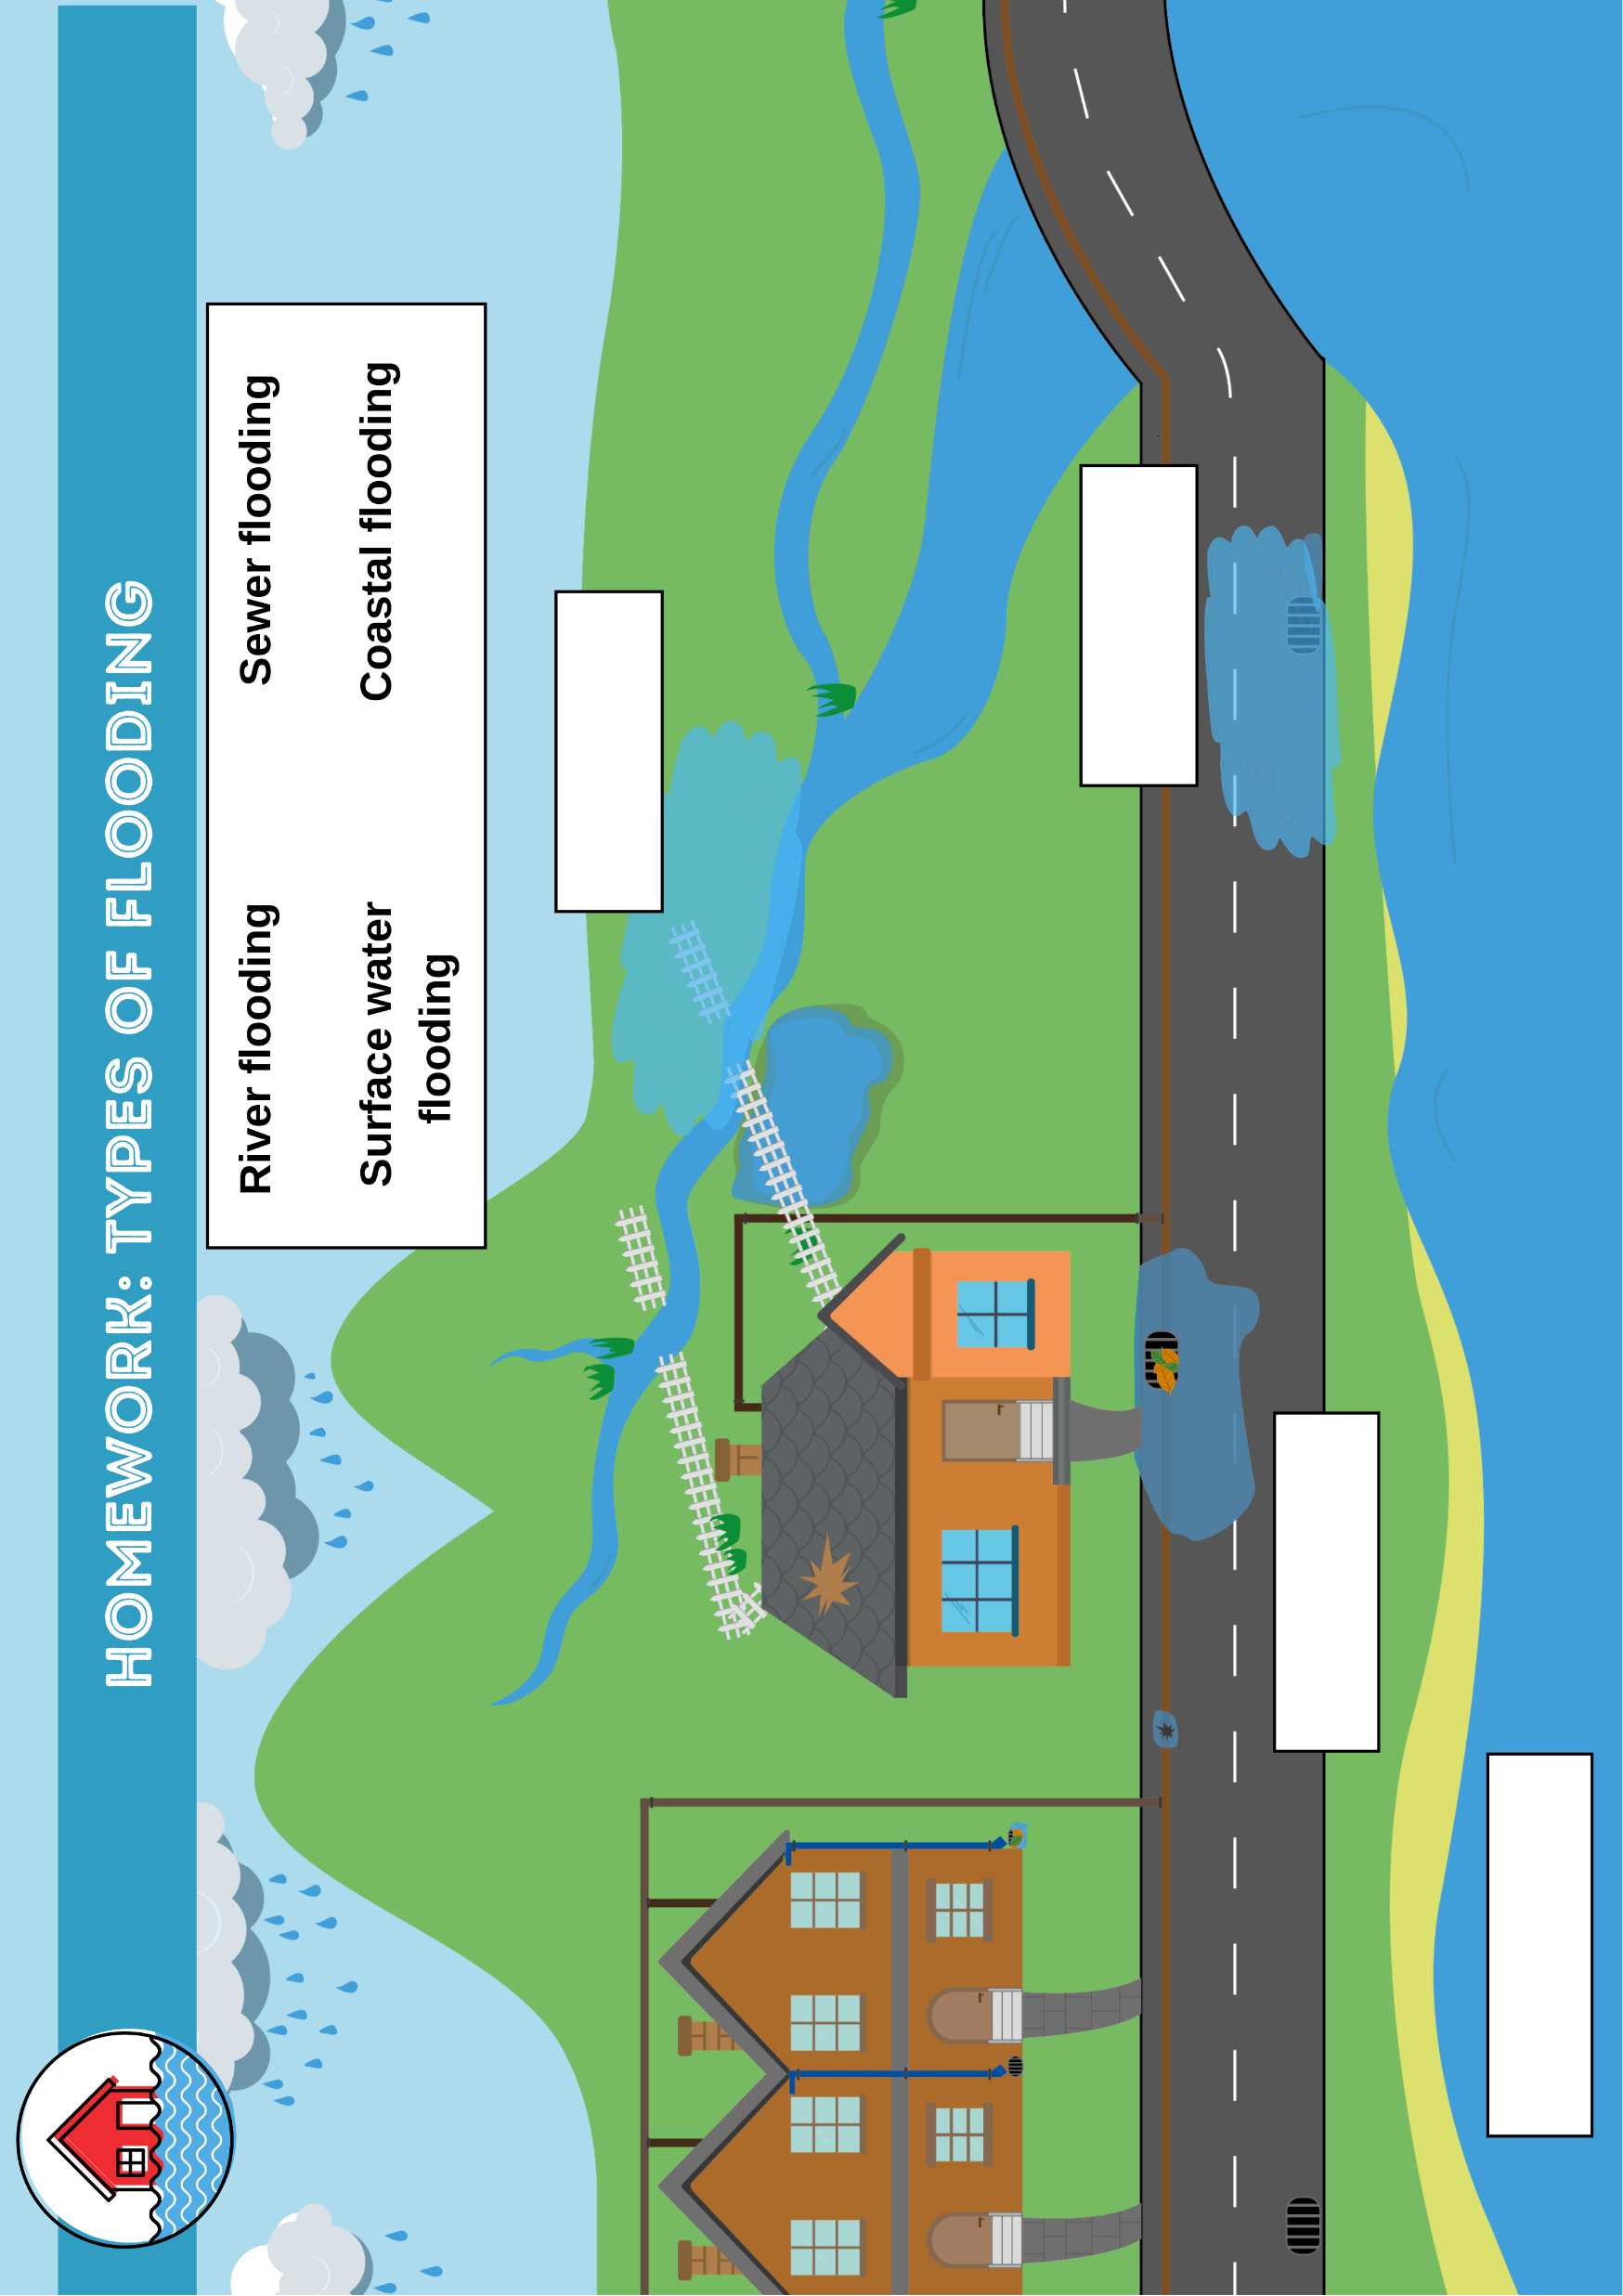 HOMEWORK: TYPES OF FLOODING
River flooding
Sewer flooding
Surface water
flooding
Coastal flooding